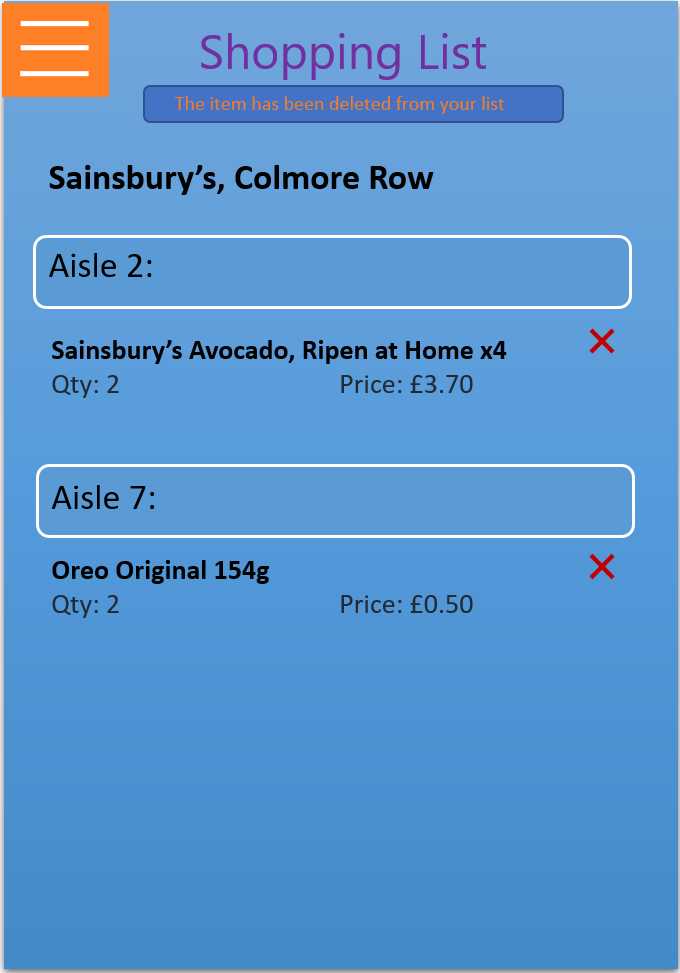 Shopping List
The item has been deleted from your list
Sainsbury’s, Colmore Row
Aisle 2:
Sainsbury’s Avocado, Ripen at Home x4
Qty: 2 Price: £3.70
Aisle 7:
Oreo Original 154g
Qty: 2 Price: £0.50